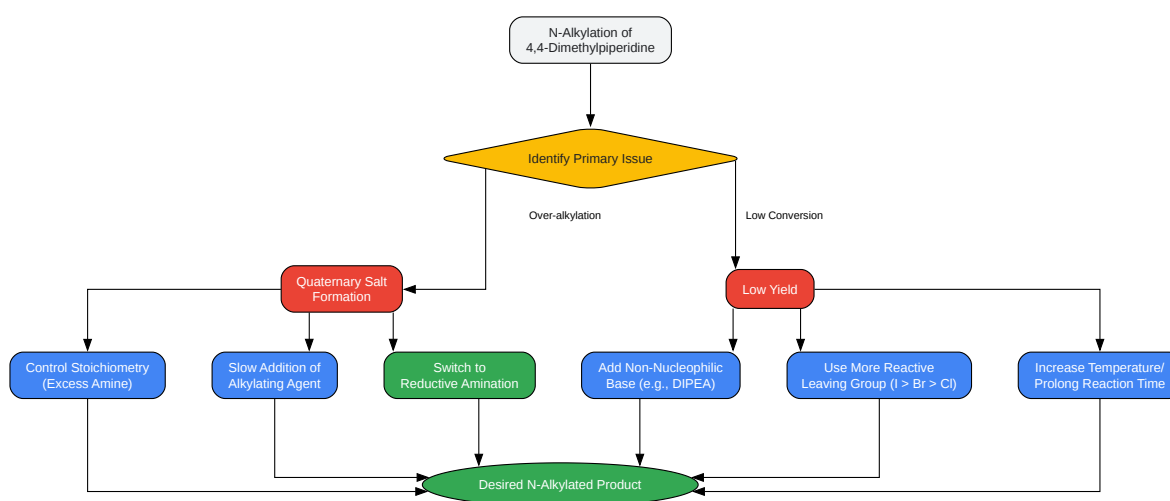 N-Alkylation of
4,4-Dimethylpiperidine
Identify Primary Issue
Over-alkylation
Low Conversion
Quaternary Salt
Formation
Low Yield
Control Stoichiometry
(Excess Amine)
Slow Addition of
Alkylating Agent
Switch to
Reductive Amination
Add Non-Nucleophilic
Base (e.g., DIPEA)
Use More Reactive
Leaving Group (I > Br > Cl)
Increase Temperature/
Prolong Reaction Time
Desired N-Alkylated Product